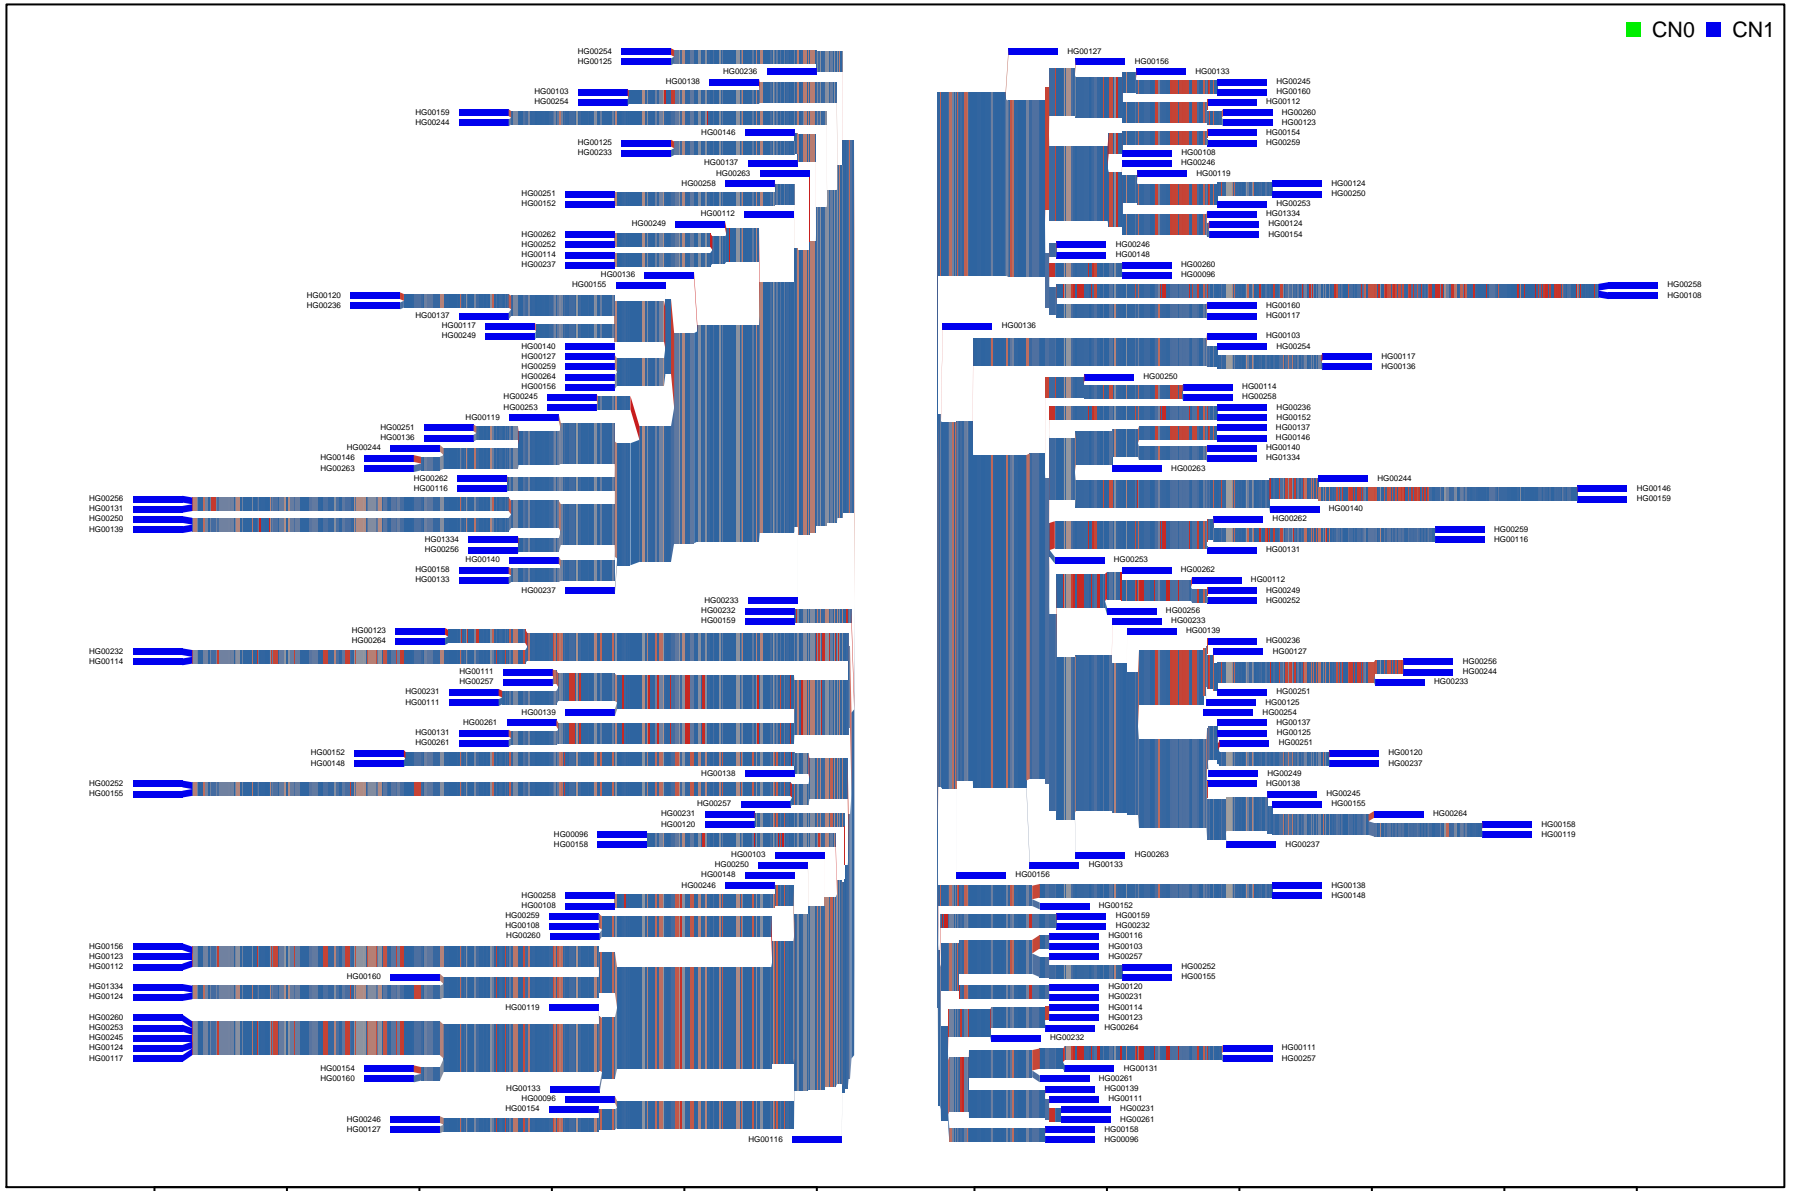 CN0 CN1
HG00254
HG00125
HG00236
HG00138
HG00103
HG00254
HG00159
HG00244
HG00146
HG00125
HG00233
HG00137
HG00263
HG00258
HG00251
HG00152
HG00112
HG00249
HG00262
HG00252
HG00114
HG00237
HG00136
HG00155
HG00120
HG00236
HG00137
HG00117
HG00249
HG00140
HG00127
HG00259
HG00264
HG00156
HG00245
HG00253
HG00119
HG00251
HG00136
HG00244
HG00146
HG00263
HG00262
HG00116
HG00256
HG00131
HG00250
HG00139
HG01334
HG00256
HG00140
HG00158
HG00133
HG00237
HG00233
HG00232
HG00159
HG00123
HG00264
HG00232
HG00114
HG00111
HG00257
HG00231
HG00111
HG00139
HG00261
HG00131
HG00261
HG00152
HG00148
HG00138
HG00252
HG00155
HG00257
HG00231
HG00120
HG00096
HG00158
HG00103
HG00250
HG00148
HG00246
HG00258
HG00108
HG00259
HG00108
HG00260
HG00156
HG00123
HG00112
HG00160
HG01334
HG00124
HG00119
HG00260
HG00253
HG00245
HG00124
HG00117
HG00154
HG00160
HG00133
HG00096
HG00154
HG00246
HG00127
HG00116
HG00127
HG00156
HG00133
HG00245
HG00160
HG00112
HG00260
HG00123
HG00154
HG00259
HG00108
HG00246
HG00119
HG00124
HG00250
HG00253
HG01334
HG00124
HG00154
HG00246
HG00148
HG00260
HG00096
HG00258
HG00108
HG00160
HG00117
HG00136
HG00103
HG00254
HG00117
HG00136
HG00250
HG00114
HG00258
HG00236
HG00152
HG00137
HG00146
HG00140
HG01334
HG00263
HG00244
HG00146
HG00159
HG00140
HG00262
HG00259
HG00116
HG00131
HG00253
HG00262
HG00112
HG00249
HG00252
HG00256
HG00233
HG00139
HG00236
HG00127
HG00256
HG00244
HG00233
HG00251
HG00125
HG00254
HG00137
HG00125
HG00251
HG00120
HG00237
HG00249
HG00138
HG00245
HG00155
HG00264
HG00158
HG00119
HG00237
HG00263
HG00133
HG00156
HG00138
HG00148
HG00152
HG00159
HG00232
HG00116
HG00103
HG00257
HG00252
HG00155
HG00120
HG00231
HG00114
HG00123
HG00264
HG00232
HG00111
HG00257
HG00131
HG00261
HG00139
HG00111
HG00231
HG00261
HG00158
HG00096